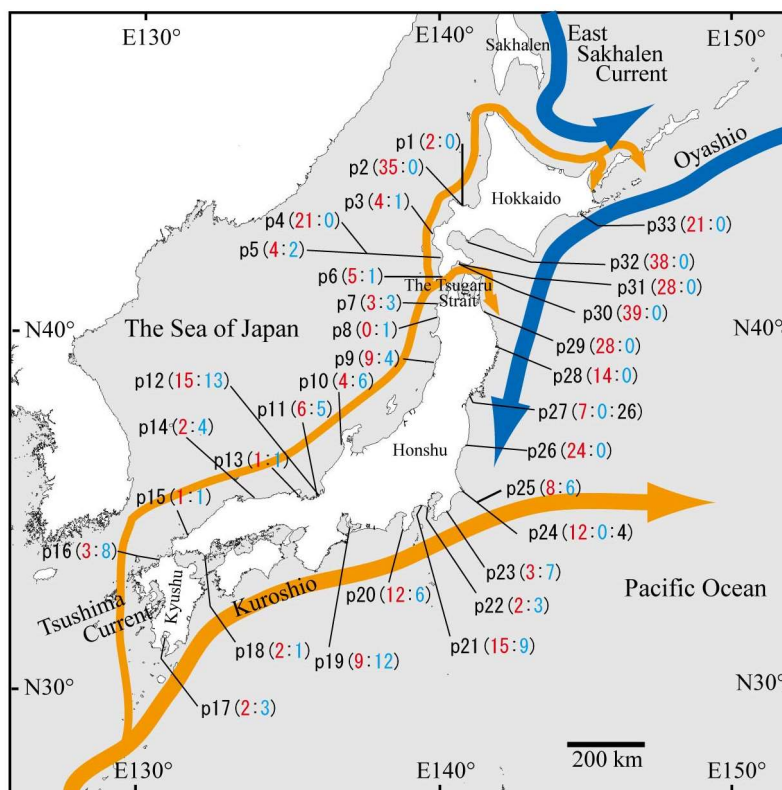 E130°
E140°
E150°
Sakhalen
East
Sakhalen
Current
p1 (2:0)
p2 (35:0)
Oyashio
p3 (4:1)
Hokkaido
p4 (21:0)
p33 (21:0)
p5 (4:2)
p32 (38:0)
p6 (5:1)
p31 (28:0)
The Tsugaru
Strait
p7 (3:3)
p30 (39:0)
N40°
The Sea of Japan
p8 (0:1)
N40°
p29 (28:0)
p9 (9:4)
p28 (14:0)
p12 (15:13)
p10 (4:6)
p11 (6:5)
p27 (7:0:26)
p14 (2:4)
Honshu
p26 (24:0)
p13 (1:1)
p25 (8:6)
p15 (1:1)
p24 (12:0:4)
p16 (3:8)
p23 (3:7)
Pacific Ocean
Kyushu
Kuroshio
p20 (12:6)
p22 (2:3)
Tsushima
Current
p18 (2:1)
p19 (9:12)
p21 (15:9)
N30°
p17 (2:3)
N30°
200 km
E130°
E140°
E150°